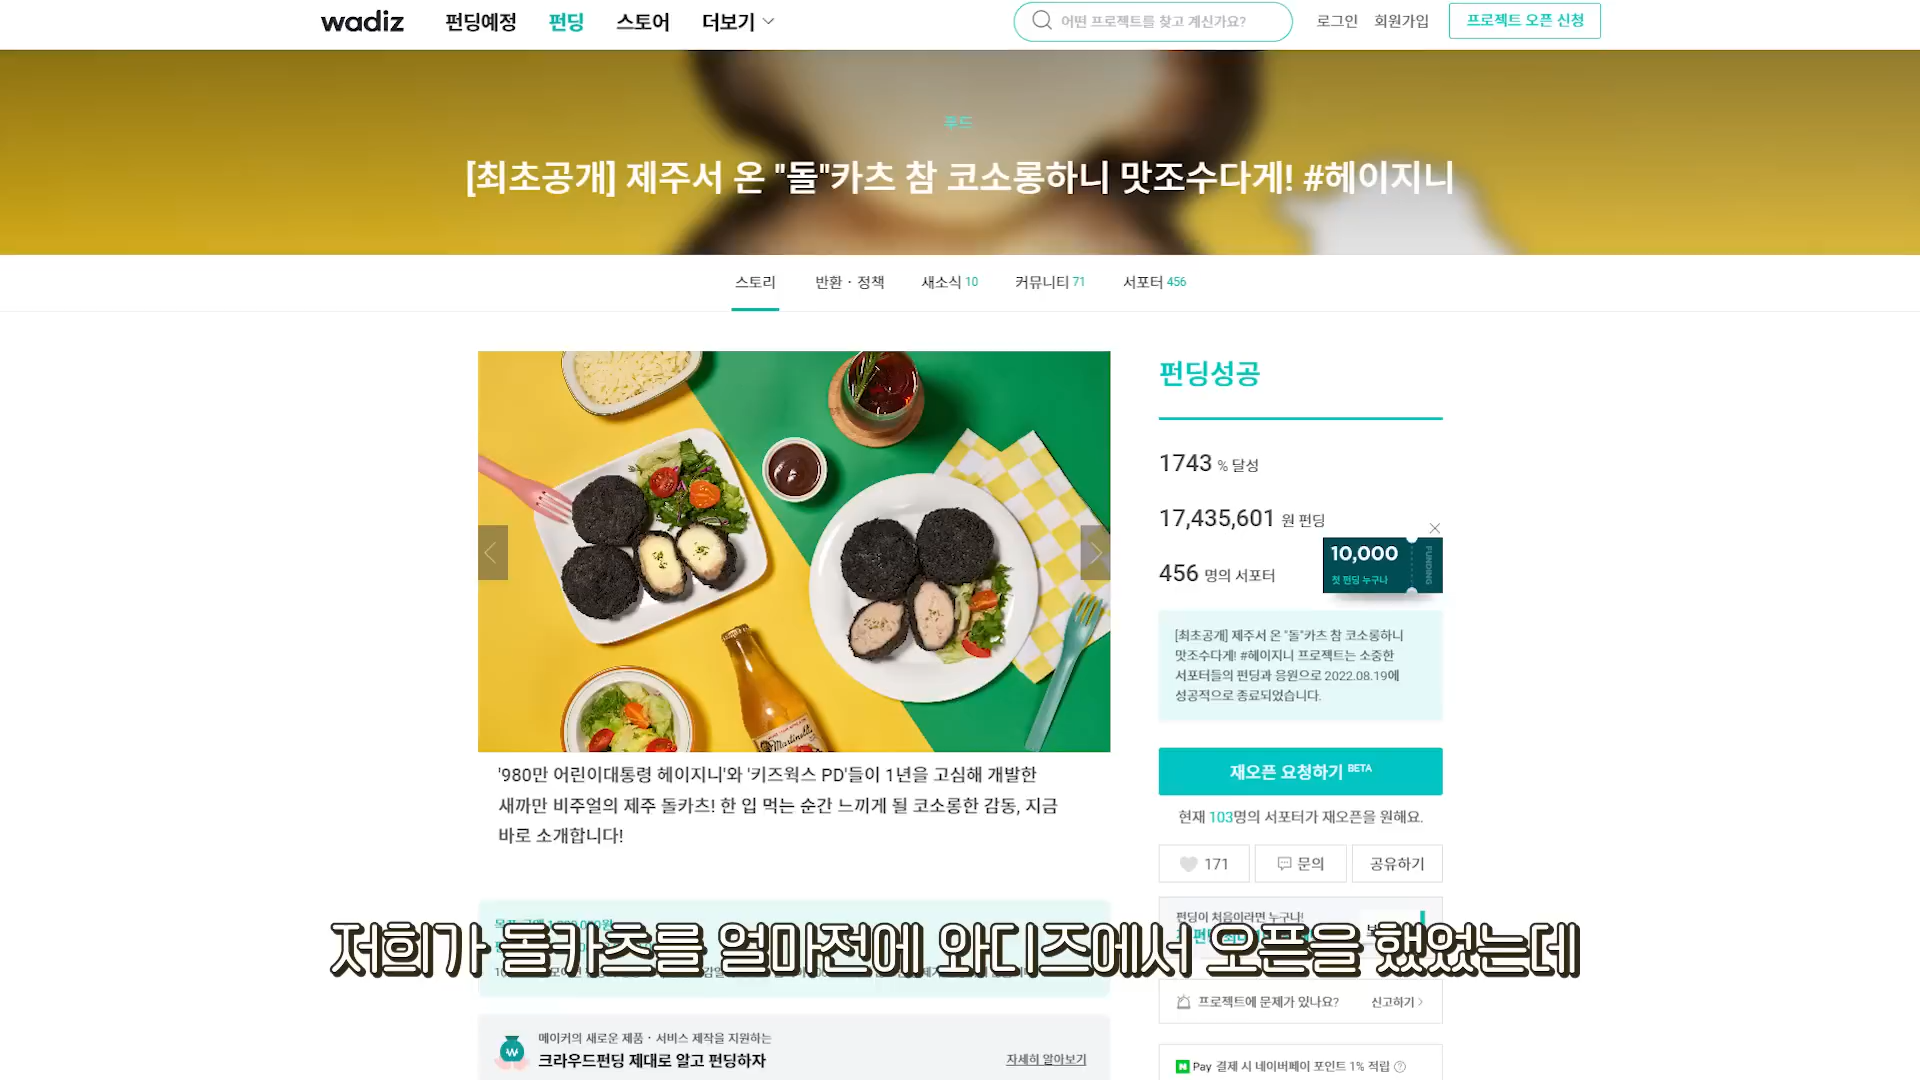 wadiz 펀딩예정 펀딩 스토어 더보기 어떤 프로젝트를 찾고 계신가요? 로그인 회원가입 프로젝트 오픈 신청
푸드
[최초공개] 제주서 온 "돌"카츠 참 코소롱하니 맛조수다게! #헤이지니
스토리 반환 · 정책 새소식 10 커뮤니티 71 서포터 456
펀딩성공
1743 % 달성
17,435,601 원 펀딩
456 명의 서포터
10,000
첫 펀딩 누구나
FUNDING
[최초공개] 제주서 온 "돌"카츠 참 코소롱하니
맛조수다게! #헤이지니 프로젝트는 소중한
서포터들의 펀딩과 응원으로 2022.08.19에
성공적으로 종료되었습니다.
Martinelli
'980만 어린이대통령 헤이지니'와 '키즈웍스 PD'들이 1년을 고심해 개발한
새까만 비주얼의 제주 돌카츠! 한 입 먹는 순간 느끼게 될 코소롱한 감동, 지금
바로 소개합니다!
재오픈 요청하기 BETA
현재 103명의 서포터가 재오픈을 원해요.
171 문의 공유하기
펀딩이 처음이라면 누구나!
저희가 돌카츠를 얼마전에 와디즈에서 오픈을 했었는데
프로젝트에 문제가 있나요? 신고하기
메이커의 새로운 제품 · 서비스 제작을 지원하는
크라우드펀딩 제대로 알고 펀딩하자 자세히 알아보기
N Pay 결제 시 네이버페이 포인트 1% 적립